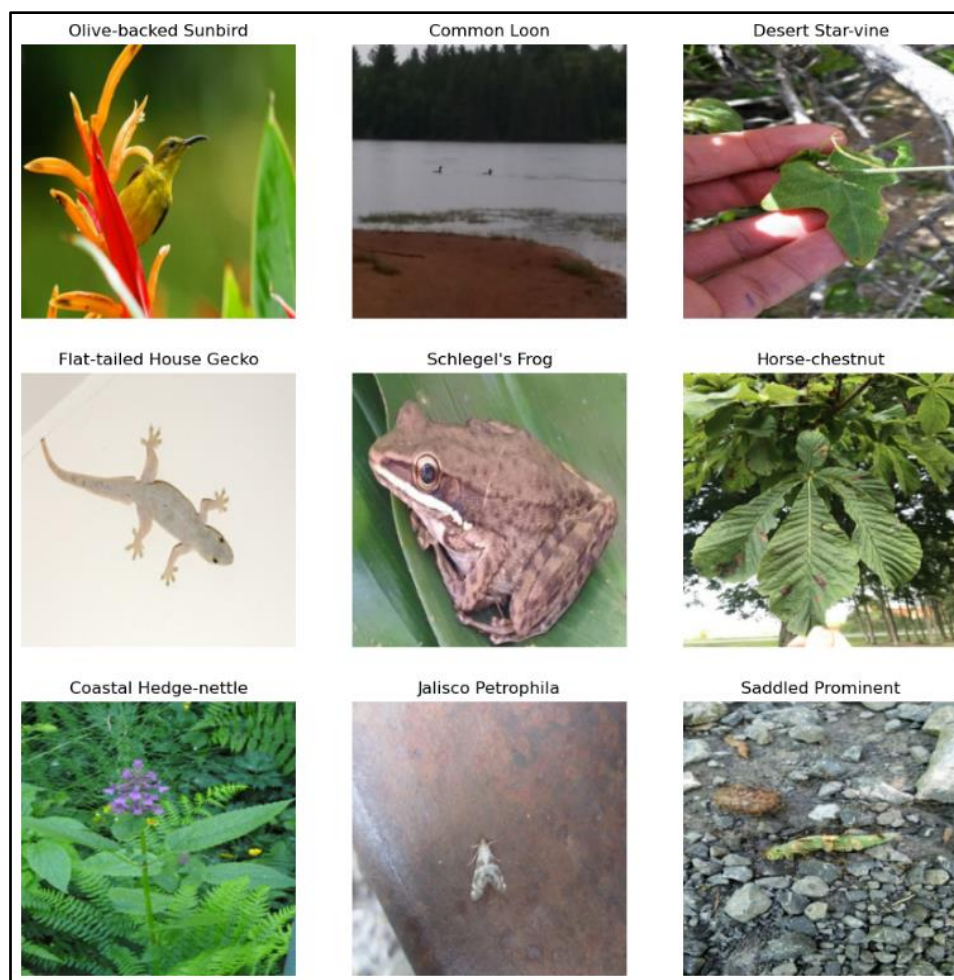 Olive-backed Sunbird
Common Loon
Desert Star-vine
Flat-tailed House Gecko
Schlegel's Frog
Horse-chestnut
Coastal Hedge-nettle
Jalisco Petrophila
Saddled Prominent